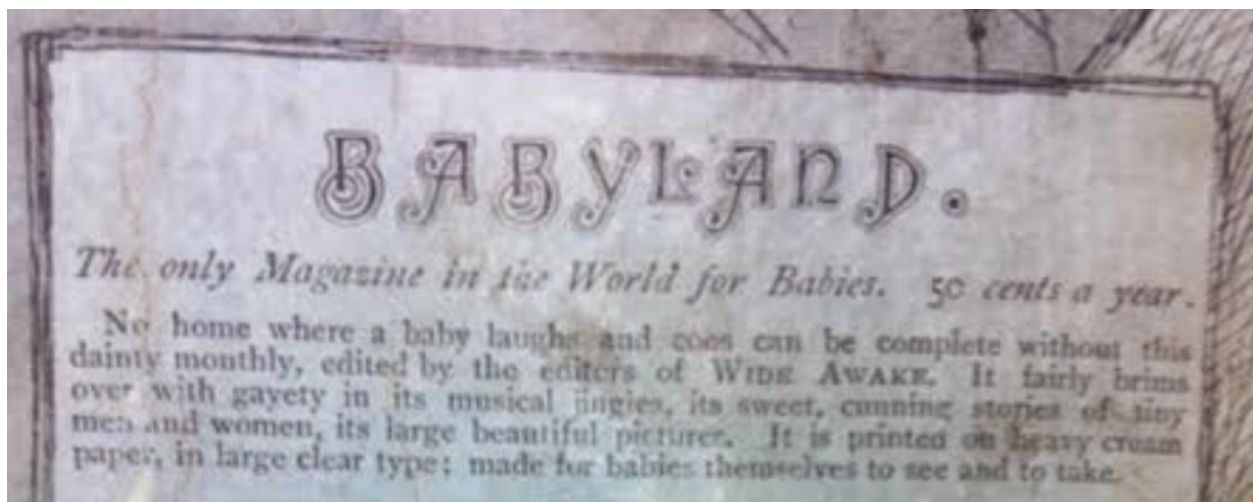 BABYLAND.
The only Magazine in the World for Babies. 50 cents a year.
No home where a baby laughs and coos can be complete without this
dainty monthly, edited by the editors of WIDE AWAKE. It fairly brims
over with gayety in its musical jingles, its sweet, cunning stories of tiny
men and women, its large beautiful pictures. It is printed on heavy cream
paper, in large clear type; made for babies themselves to see and to take.